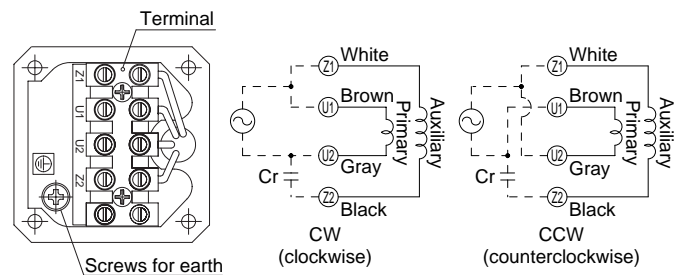 Terminal
Z1
U1
U2
Z2
Screws for earth
Z1
White
U1
Brown
Primary
Auxiliary
U2
Gray
Cr
Z2
Black
CW
(clockwise)
Z1
White
U1
Brown
Primary
Auxiliary
U2
Gray
Cr
Z2
Black
CCW
(counterclockwise)